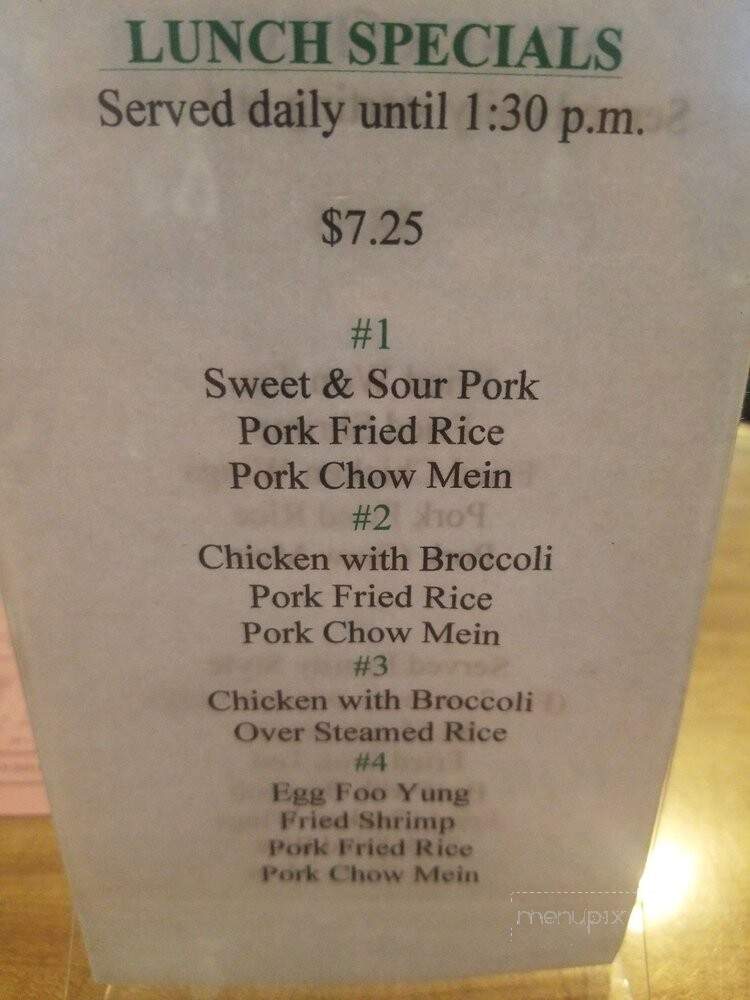 LUNCH SPECIALS
Served daily until 1:30 p.m.
$7.25
#1
Sweet & Sour Pork
Pork Fried Rice
Pork Chow Mein
#2
Chicken with Broccoli
Pork Fried Rice
Pork Chow Mein
#3
Chicken with Broccoli
Over Steamed Rice
#4
Egg Foo Yung
Fried Shrimp
Pork Fried Rice
Pork Chow Mein
menupix